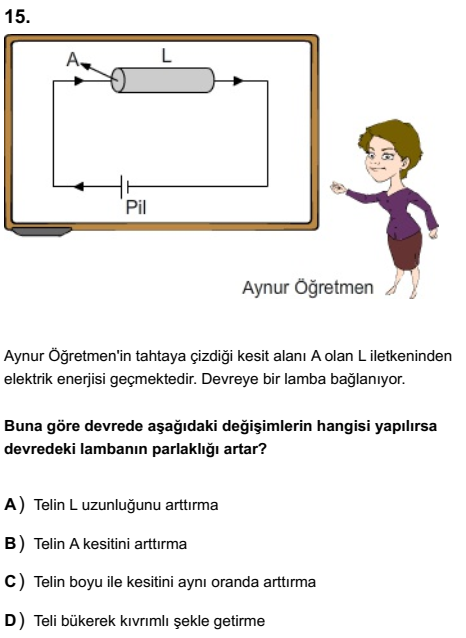 15.
A
L
Pil
Aynur Öğretmen
Aynur Öğretmen'in tahtaya çizdiği kesit alanı A olan L iletkeninden
elektrik enerjisi geçmektedir. Devreye bir lamba bağlanıyor.
Buna göre devrede aşağıdaki değişimlerin hangisi yapılırsa
devredeki lambanın parlaklığı artar?
A) Telin L uzunluğunu arttırma
B) Telin A kesitini arttırma
C) Telin boyu ile kesitini aynı oranda arttırma
D) Teli bükerek kıvrımlı şekle getirme